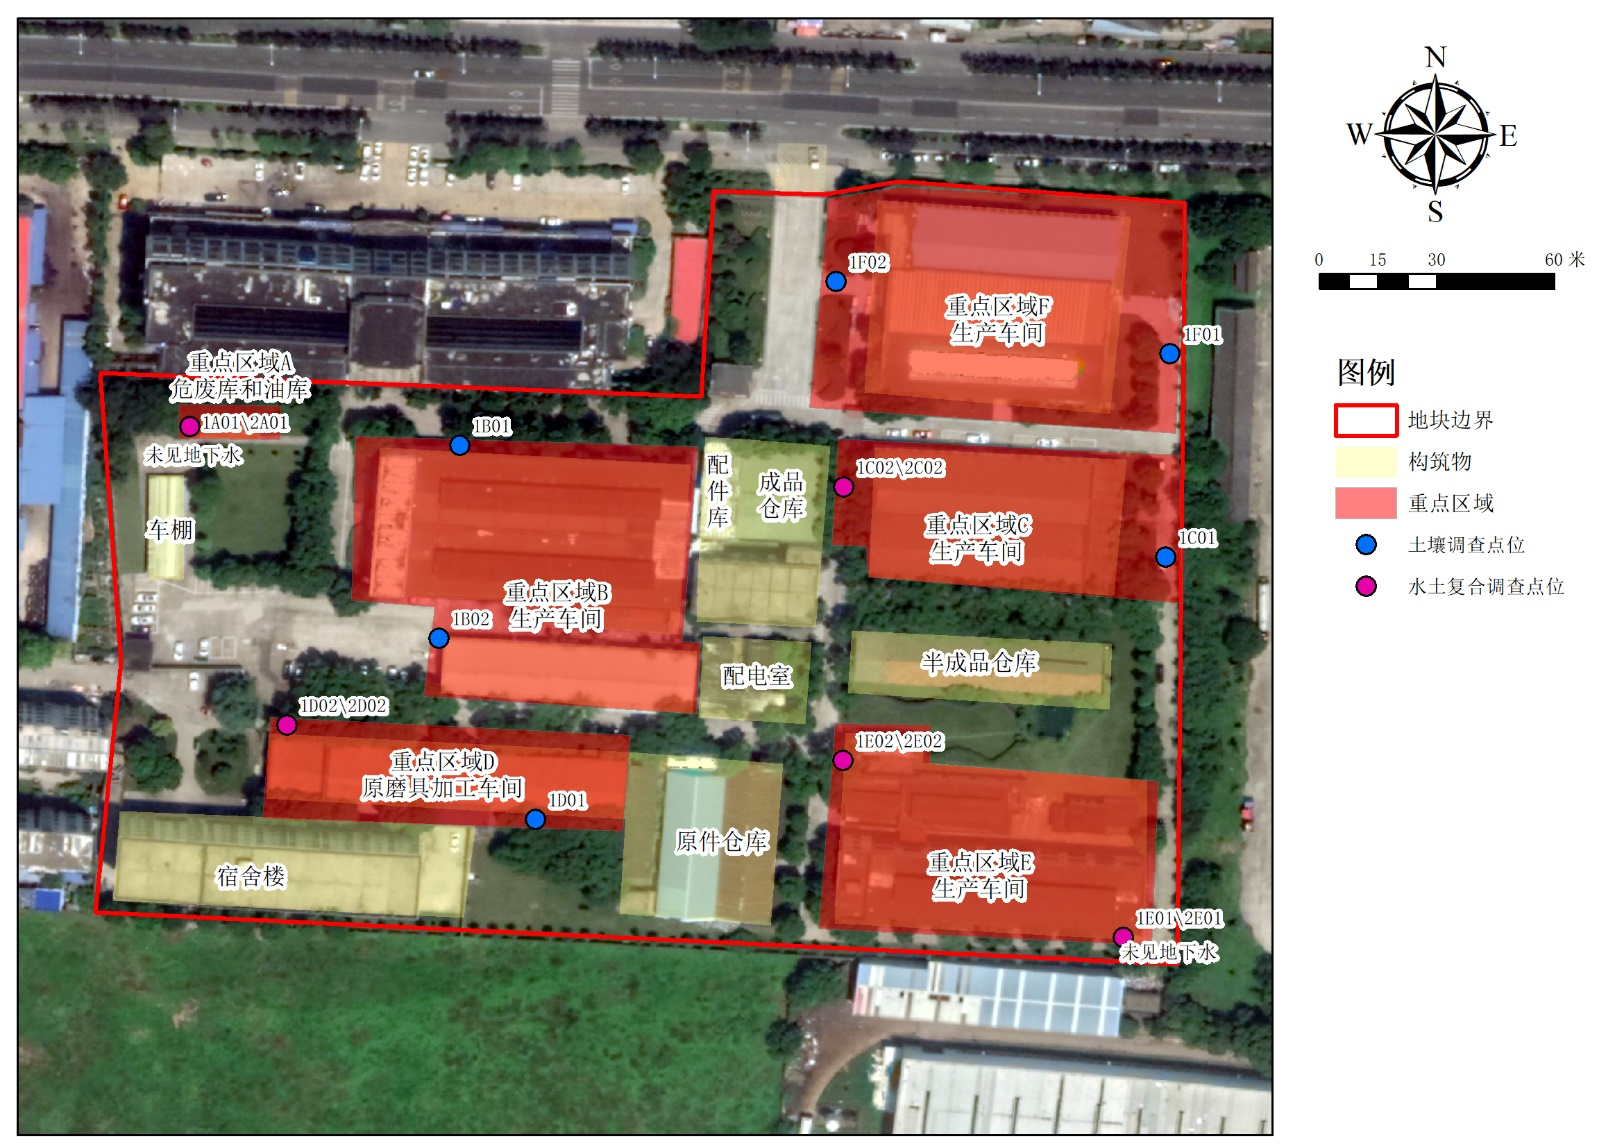 N
W
E
S
0 15 30 60 米
图例
地块边界
构筑物
重点区域
土壤调查点位
水土复合调查点位
1F02
重点区域F
生产车间
1F01
重点区域A
危废库和油库
1A01\2A01
未见地下水
1B01
配件库
成品
仓库
1C02\2C02
重点区域C
生产车间
1C01
车棚
重点区域B
生产车间
1B02
配电室
半成品仓库
1D02\2D02
重点区域D
原磨具加工车间
1D01
1E02\2E02
原件仓库
重点区域E
生产车间
宿舍楼
1E01\2E01
未见地下水